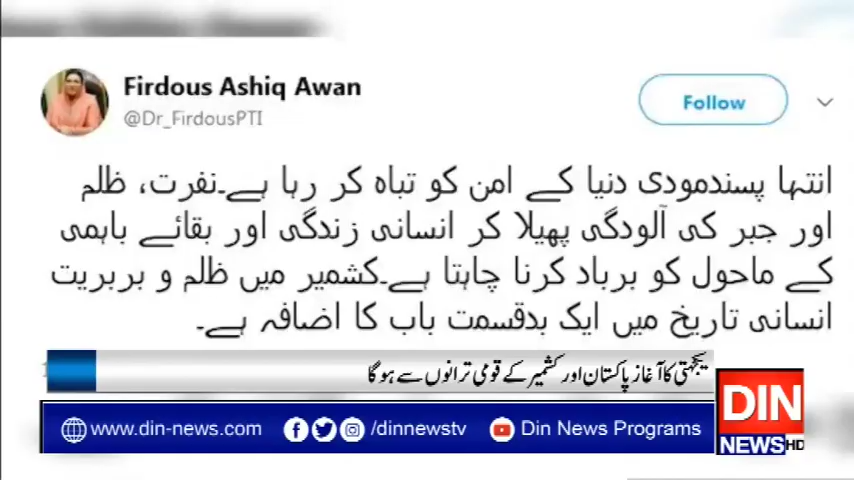 Firdous Ashiq Awan
@Dr_FirdousPTI
Follow
انتہا پسندمودی دنیا کے امن کو تباہ کر رہا ہے۔نفرت، ظلم
اور جبر کی آلودگی پھیلا کر انسانی زندگی اور بقائے باہمی
کے ماحول کو برباد کرنا چاہتا ہے۔کشمیر میں ظلم و بربریت
انسانی تاریخ میں ایک بدقسمت باب کا اضافہ ہے۔
یکجہتی کا آغاز پاکستان اور کشمیر کے قومی ترانوں سے ہو گا
www.din-news.com /dinnewstv Din News Programs
DIN
NEWS HD